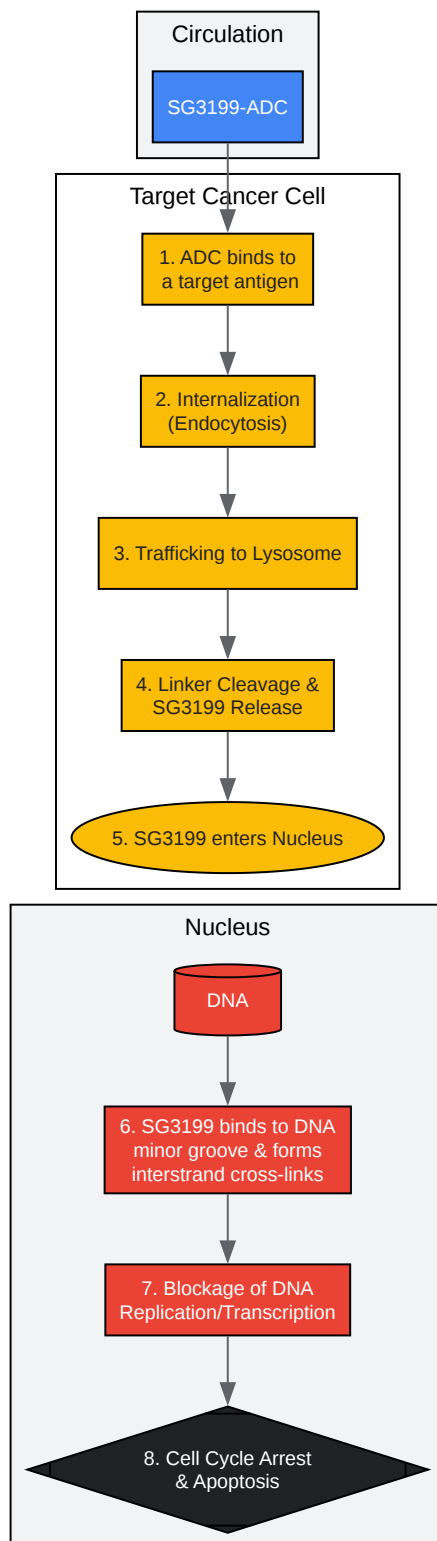 Circulation
SG3199-ADC
Target Cancer Cell
1. ADC binds to
a target antigen
2. Internalization
(Endocytosis)
3. Trafficking to Lysosome
4. Linker Cleavage &
SG3199 Release
5. SG3199 enters Nucleus
Nucleus
DNA
6. SG3199 binds to DNA
minor groove & forms
interstrand cross-links
7. Blockage of DNA
Replication/Transcription
8. Cell Cycle Arrest
& Apoptosis